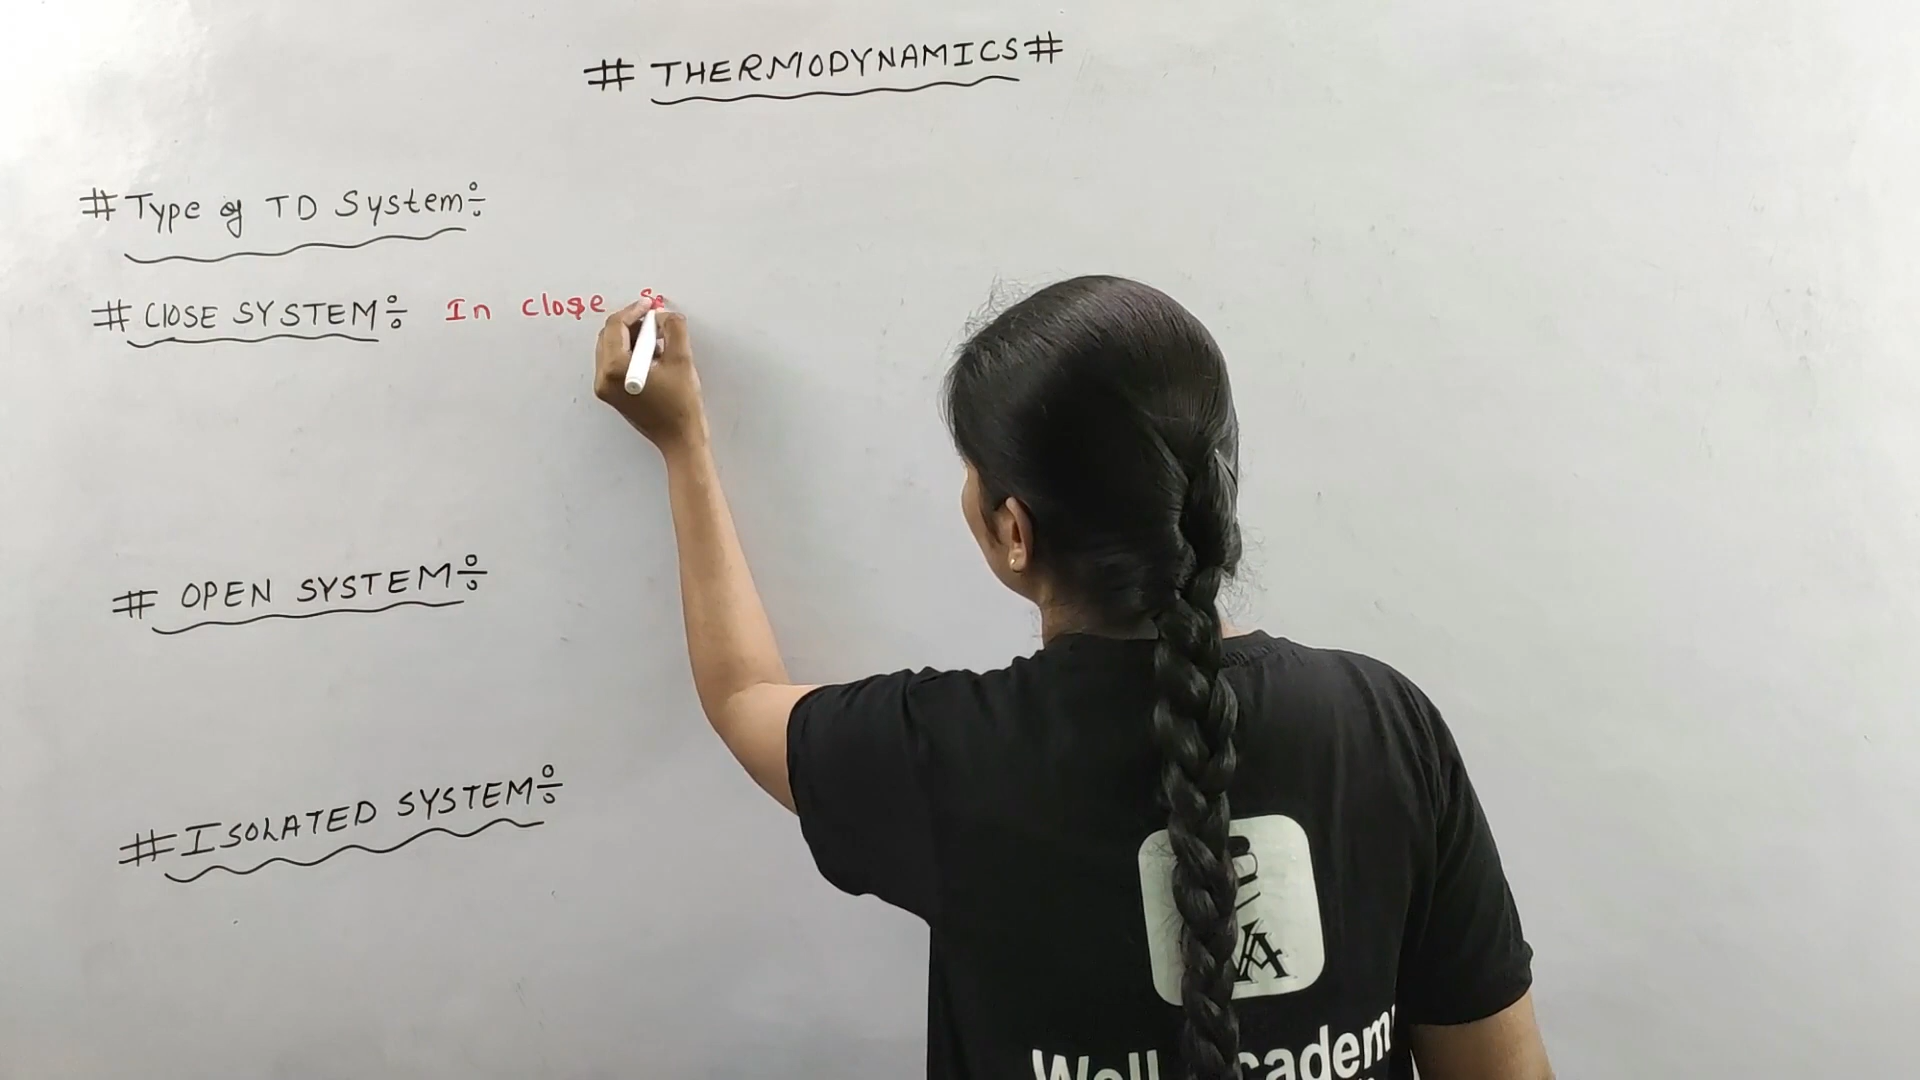 # THERMODYNAMICS #
# Type of TD System÷
# ClOSE SYSTEM÷ In close
# OPEN SYSTEM÷
# ISOLATED SYSTEM÷